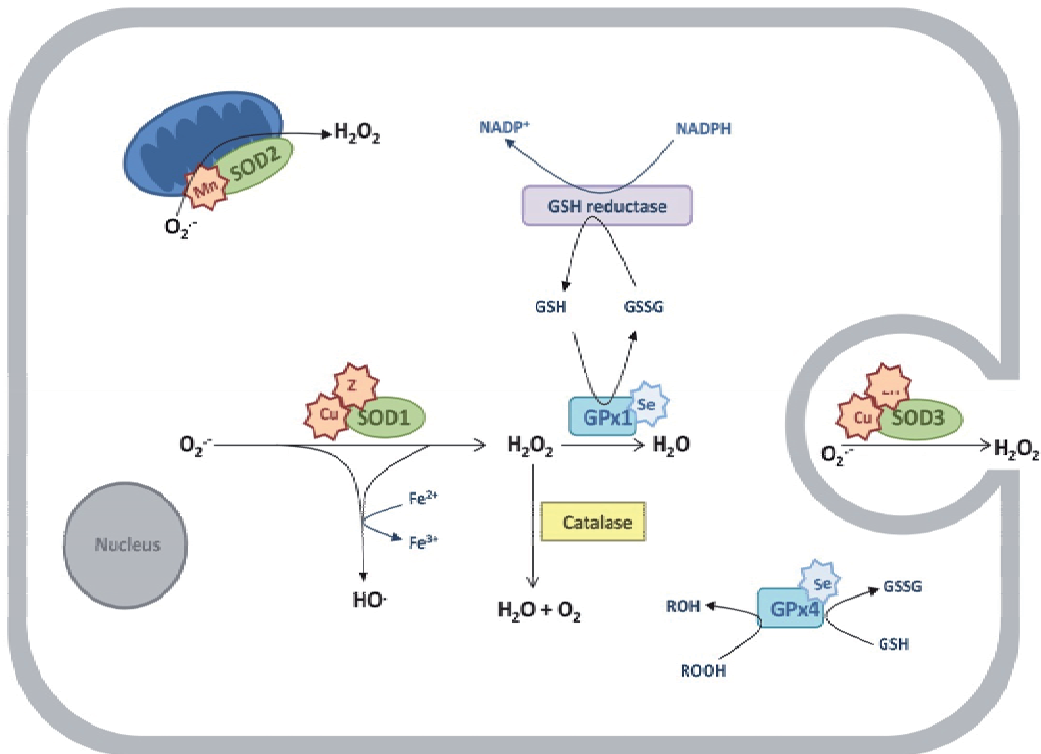 H₂O₂
NADP⁺
NADPH
SOD2
Mn
O₂·⁻
GSH reductase
GSH
GSSG
Z
Cu
SOD1
GPx1
Se
Cu
SOD3
O₂·⁻
H₂O₂
H₂O
O₂·⁻
H₂O₂
Fe²⁺
Fe³⁺
Catalase
Nucleus
HO·
H₂O + O₂
Se
GPx4
ROH
GSSG
ROOH
GSH